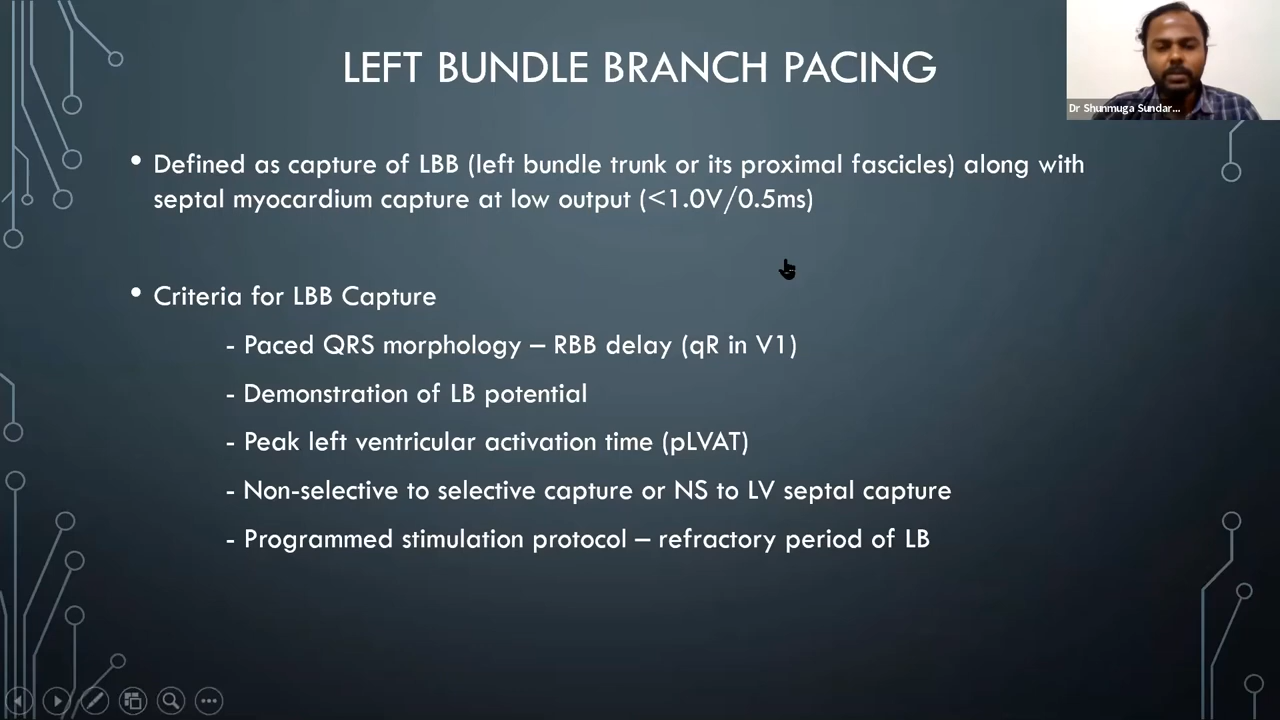 LEFT BUNDLE BRANCH PACING
Dr Shunmuga Sundar...
• Defined as capture of LBB (left bundle trunk or its proximal fascicles) along with
septal myocardium capture at low output (<1.0V/0.5ms)
• Criteria for LBB Capture
- Paced QRS morphology – RBB delay (qR in V1)
- Demonstration of LB potential
- Peak left ventricular activation time (pLVAT)
- Non-selective to selective capture or NS to LV septal capture
- Programmed stimulation protocol – refractory period of LB